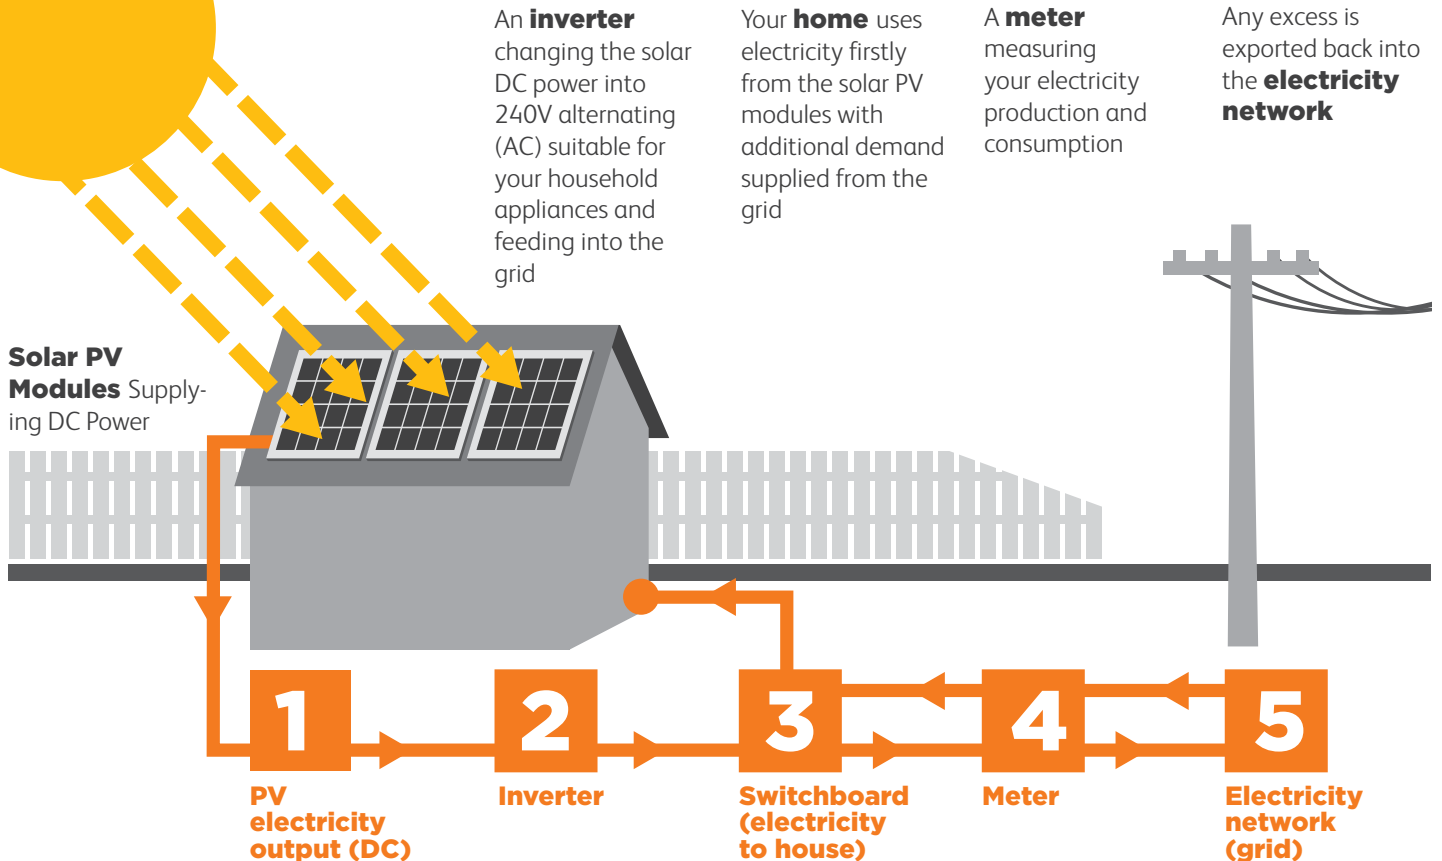 An inverter
changing the solar
DC power into
240V alternating
(AC) suitable for
your household
appliances and
feeding into the
grid
Your home uses
electricity firstly
from the solar PV
modules with
additional demand
supplied from the
grid
A meter
measuring
your electricity
production and
consumption
Any excess is
exported back into
the electricity
network
Solar PV
Modules Supply-
ing DC Power
1
PV
electricity
output (DC)
2
Inverter
3
Switchboard
(electricity
to house)
4
Meter
5
Electricity
network
(grid)